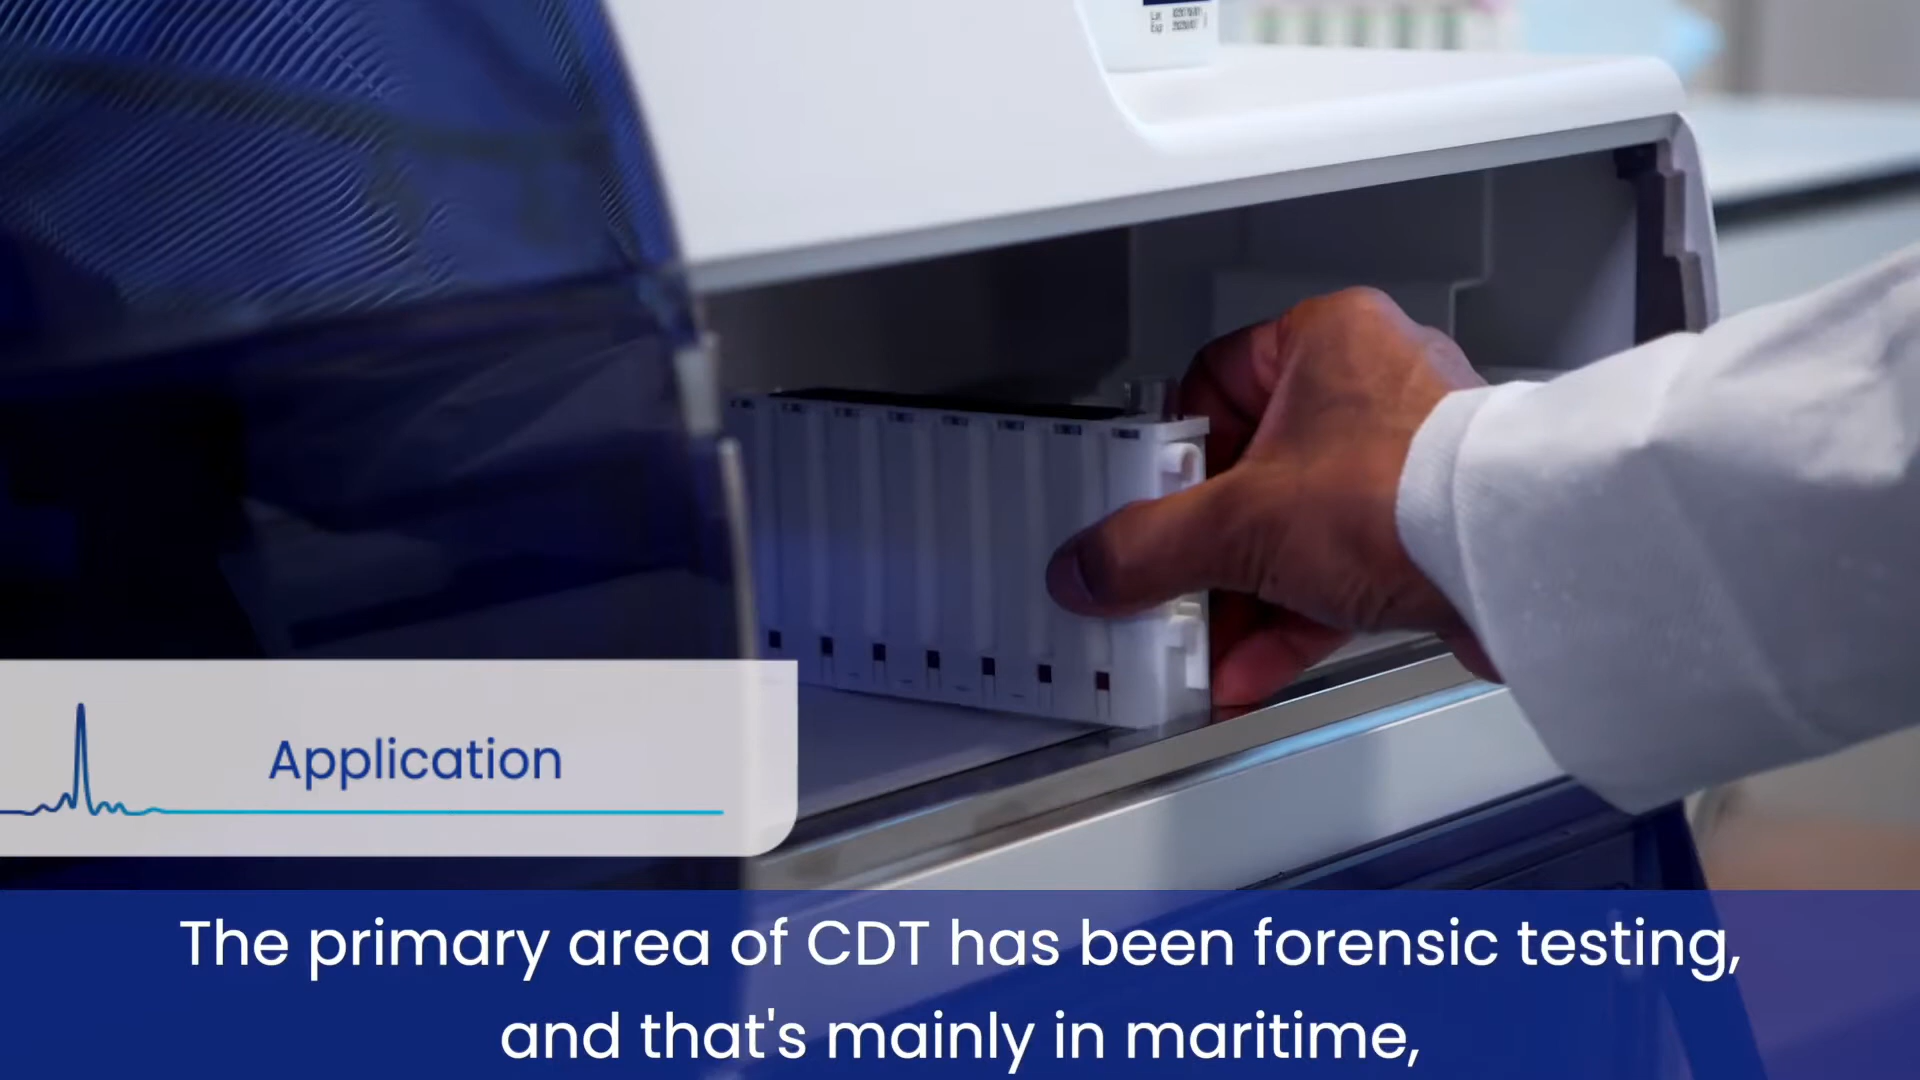 Application
The primary area of CDT has been forensic testing,
and that's mainly in maritime,